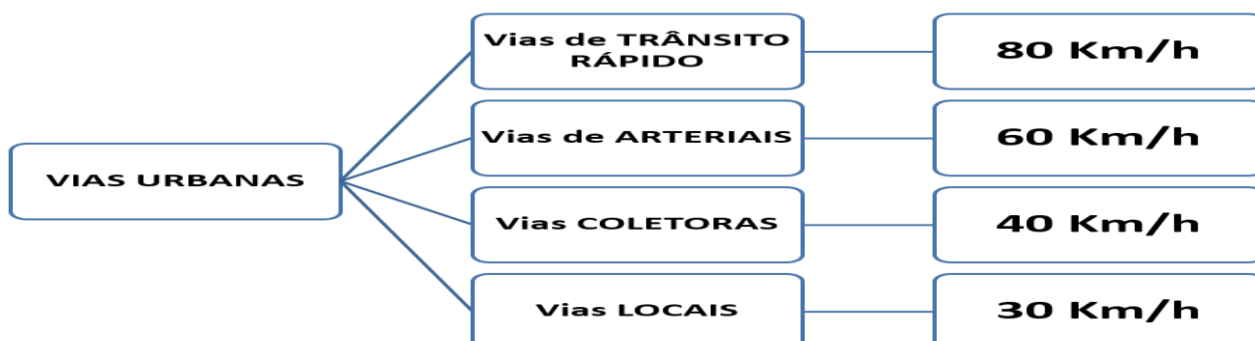 VIAS URBANAS
Vias de TRÂNSITO
RÁPIDO
80 Km/h
Vias de ARTERIAIS
60 Km/h
Vias COLETORAS
40 Km/h
Vias LOCAIS
30 Km/h